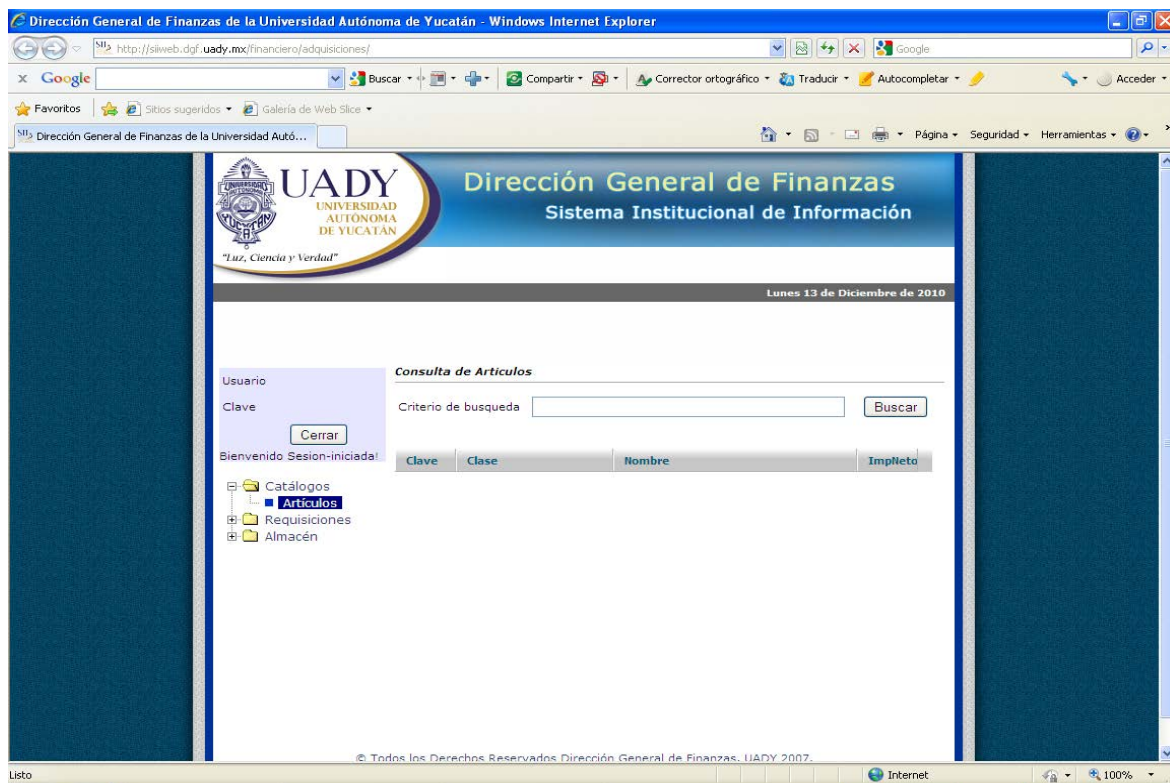 Dirección General de Finanzas de la Universidad Autónoma de Yucatán - Windows Internet Explorer
http://siiweb.dgf.uady.mx/financiero/adquisiciones/
Google
x Google
Buscar
Compartir
Corrector ortográfico
Traducir
Autocompletar
Acceder
Favoritos
Sitios sugeridos
Galería de Web Slice
Dirección General de Finanzas de la Universidad Autó...
Página
Seguridad
Herramientas
UADY
UNIVERSIDAD
AUTÓNOMA
DE YUCATÁN
"Luz, Ciencia y Verdad"
Dirección General de Finanzas
Sistema Institucional de Información
Lunes 13 de Diciembre de 2010
Usuario
Clave
Cerrar
Bienvenido Sesion-iniciada!
Catálogos
Artículos
Requisiciones
Almacén
Consulta de Articulos
Criterio de busqueda
Buscar
Clave Clase Nombre ImpNeto
© Todos los Derechos Reservados Dirección General de Finanzas, UADY 2007.
Listo
Internet
100%